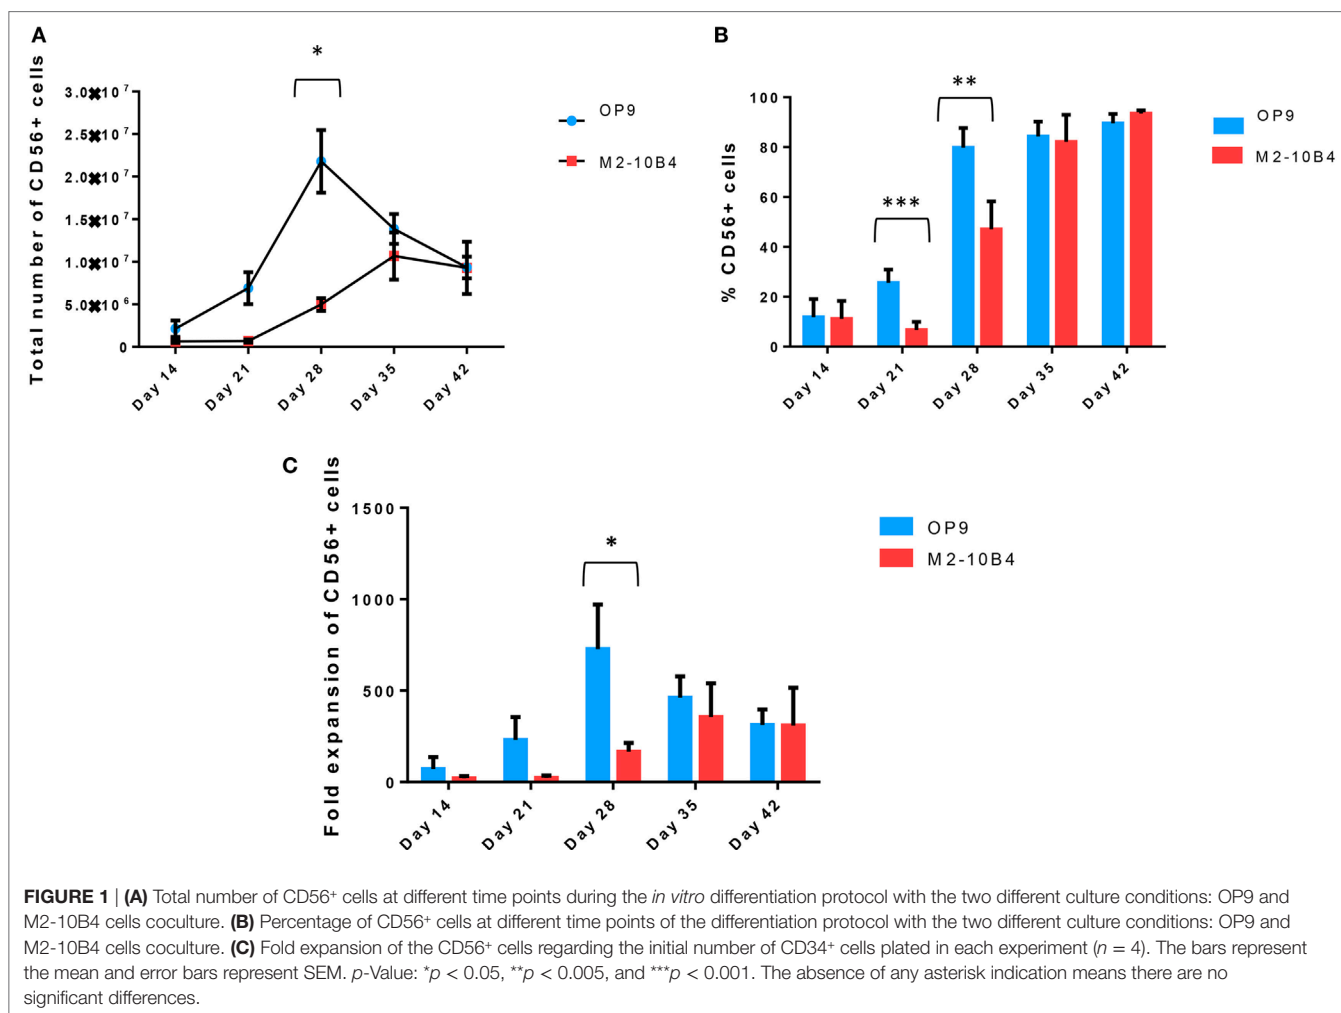 A
Total number of CD56+ cells
*
3.0✖10⁷
2.5✖10⁷
2.0✖10⁷
1.5✖10⁷
1.0✖10⁷
5.0✖10⁶
0
Day 14
Day 21
Day 28
Day 35
Day 42
OP9
M2-10B4
B
% CD56+ cells
100
80
60
40
20
0
***
**
Day 14
Day 21
Day 28
Day 35
Day 42
OP9
M2-10B4
C
Fold expansion of CD56+ cells
1500
1000
500
0
*
Day 14
Day 21
Day 28
Day 35
Day 42
OP9
M2-10B4
FIGURE 1 | (A) Total number of CD56⁺ cells at different time points during the in vitro differentiation protocol with the two different culture conditions: OP9 and
M2-10B4 cells coculture. (B) Percentage of CD56⁺ cells at different time points of the differentiation protocol with the two different culture conditions: OP9 and
M2-10B4 cells coculture. (C) Fold expansion of the CD56⁺ cells regarding the initial number of CD34⁺ cells plated in each experiment (n = 4). The bars represent
the mean and error bars represent SEM. p-Value: *p < 0.05, **p < 0.005, and ***p < 0.001. The absence of any asterisk indication means there are no
significant differences.